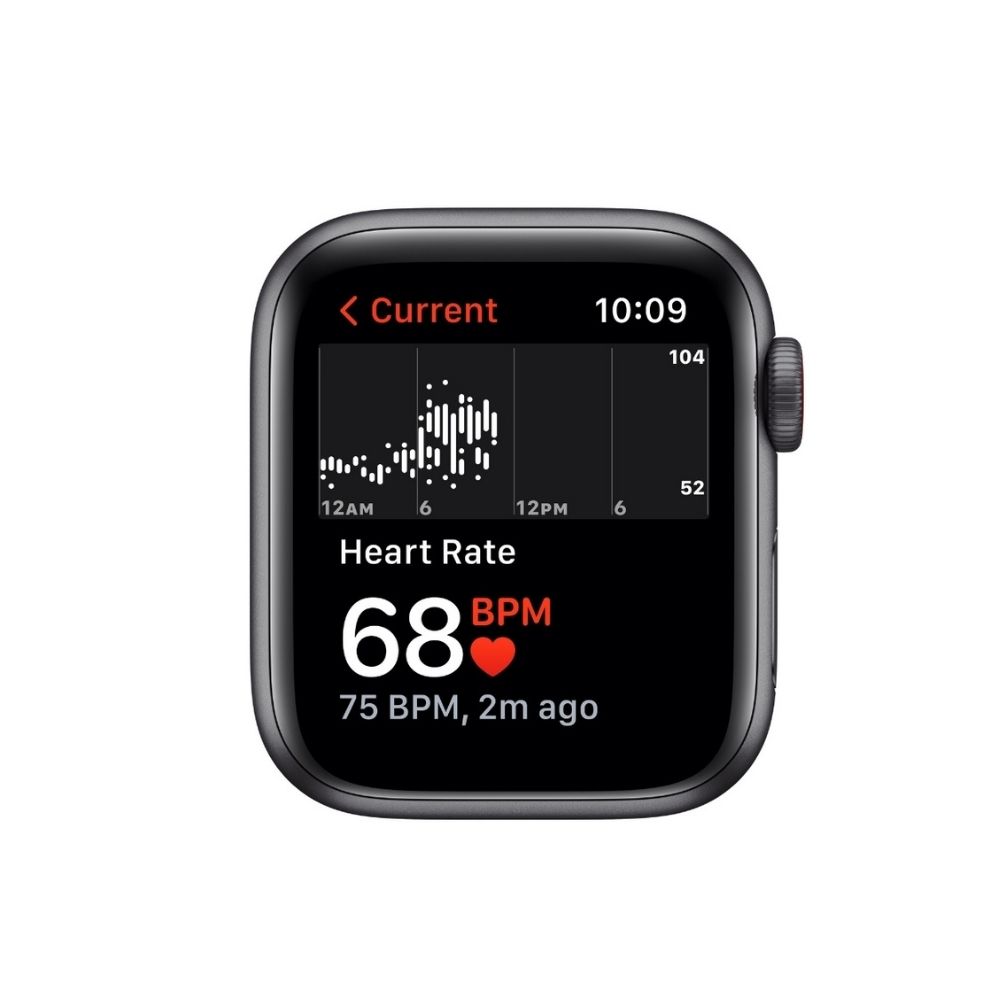 < Current 10:09
104
52
12AM 6 12PM 6
Heart Rate
68 BPM
75 BPM, 2m ago